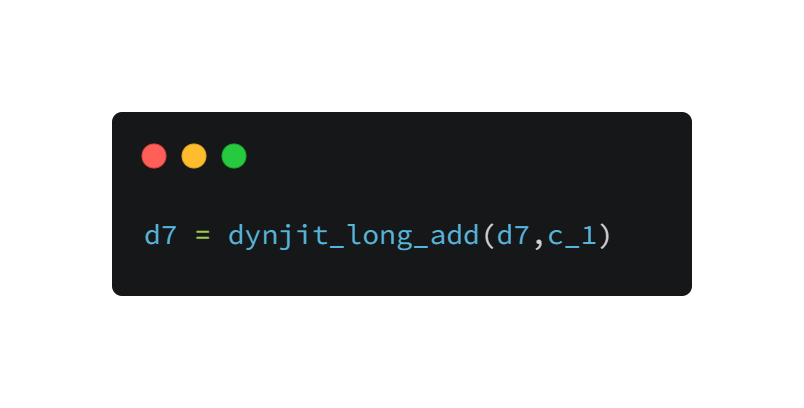 d7 = dynjit_long_add(d7,c_1)